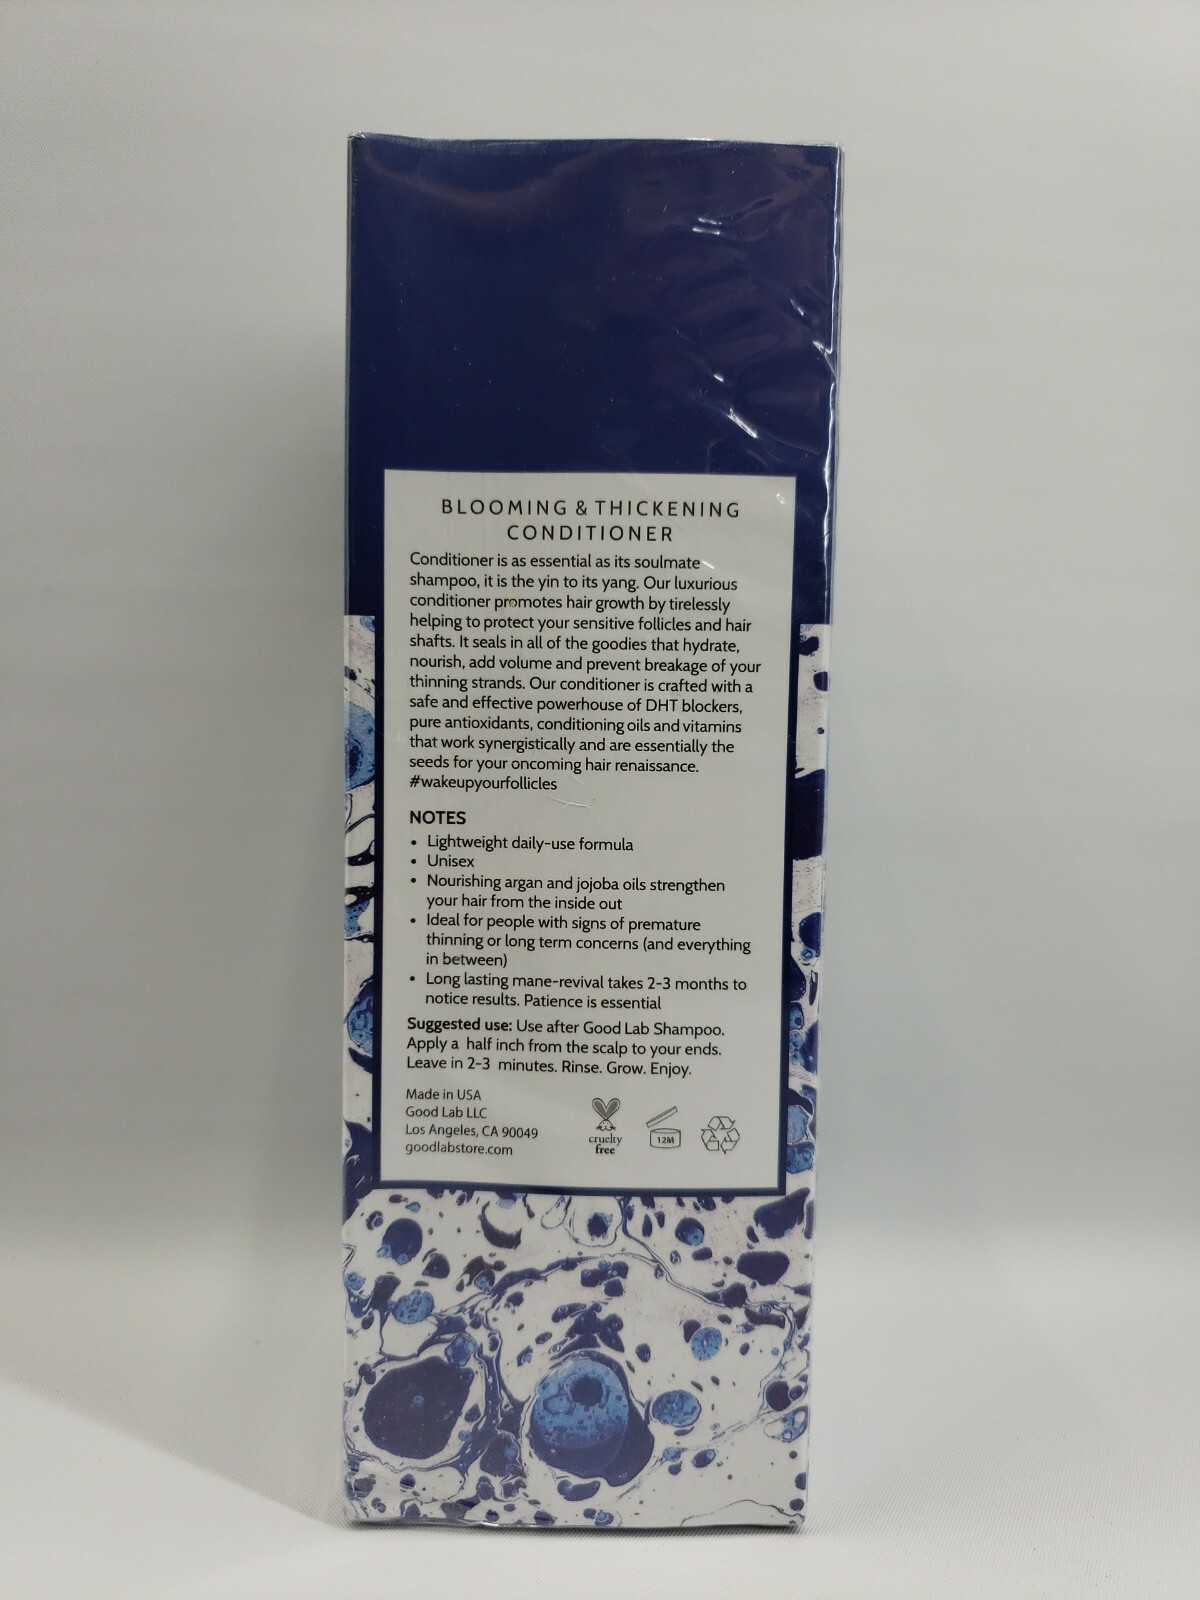 BLOOMING & THICKENING
CONDITIONER
Conditioner is as essential as its soulmate
shampoo, it is the yin to its yang. Our luxurious
conditioner promotes hair growth by tirelessly
helping to protect your sensitive follicles and hair
shafts. It seals in all of the goodies that hydrate,
nourish, add volume and prevent breakage of your
thinning strands. Our conditioner is crafted with a
safe and effective powerhouse of DHT blockers,
pure antioxidants, conditioning oils and vitamins
that work synergistically and are essentially the
seeds for your oncoming hair renaissance.
#wakeupyourfollicles
NOTES
• Lightweight daily-use formula
• Unisex
• Nourishing argan and jojoba oils strengthen
your hair from the inside out
• Ideal for people with signs of premature
thinning or long term concerns (and everything
in between)
• Long lasting mane-revival takes 2-3 months to
notice results. Patience is essential
Suggested use: Use after Good Lab Shampoo.
Apply a half inch from the scalp to your ends.
Leave in 2-3 minutes. Rinse. Grow. Enjoy.
Made in USA
Good Lab LLC
Los Angeles, CA 90049
goodlabstore.com
cruelty
free
12M